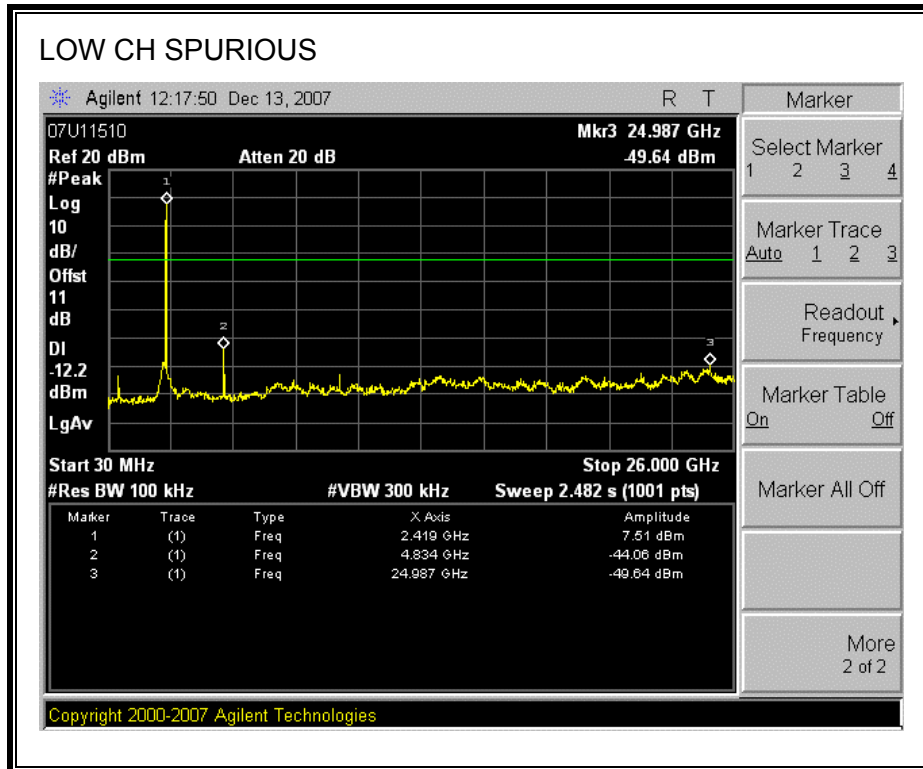 LOW CH SPURIOUS
Agilent 12:17:50 Dec 13, 2007 R T
07U11510 Mkr3 24.987 GHz
Ref 20 dBm Atten 20 dB -49.64 dBm
#Peak
Log
10
dB/
Offst
11
dB
DI
-12.2
dBm
LgAv
1
2
3
Start 30 MHz Stop 26.000 GHz
#Res BW 100 kHz #VBW 300 kHz Sweep 2.482 s (1001 pts)
Marker Trace Type X Axis Amplitude
1 (1) Freq 2.419 GHz 7.51 dBm
2 (1) Freq 4.834 GHz -44.06 dBm
3 (1) Freq 24.987 GHz -49.64 dBm
Marker
Select Marker
1 2 3 4
Marker Trace
Auto 1 2 3
Readout
Frequency
Marker Table
On Off
Marker All Off
More
2 of 2
Copyright 2000-2007 Agilent Technologies